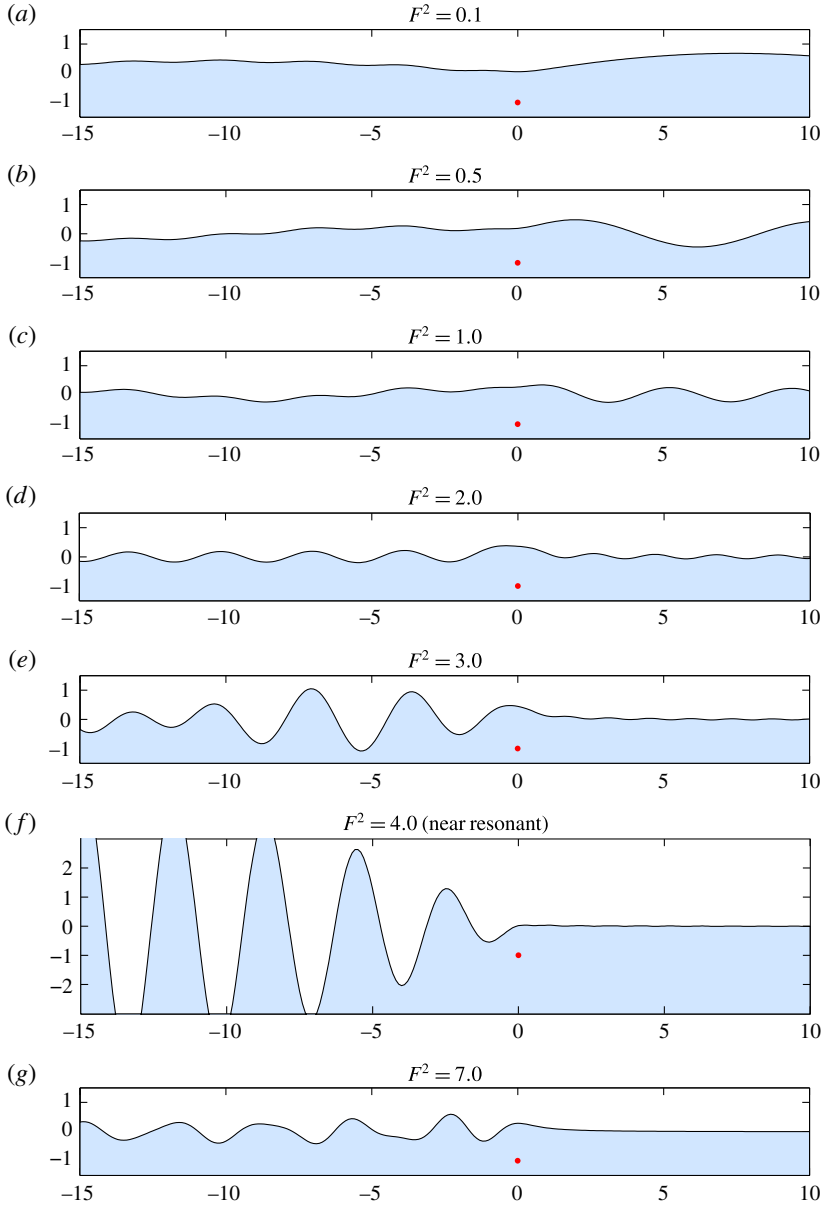 (a) F² = 0.1
1
0
–1
–15 –10 –5 0 5 10
(b) F² = 0.5
1
0
–1
–15 –10 –5 0 5 10
(c) F² = 1.0
1
0
–1
–15 –10 –5 0 5 10
(d) F² = 2.0
1
0
–1
–15 –10 –5 0 5 10
(e) F² = 3.0
1
0
–1
–15 –10 –5 0 5 10
(f) F² = 4.0 (near resonant)
2
1
0
–1
–2
–15 –10 –5 0 5 10
(g) F² = 7.0
1
0
–1
–15 –10 –5 0 5 10